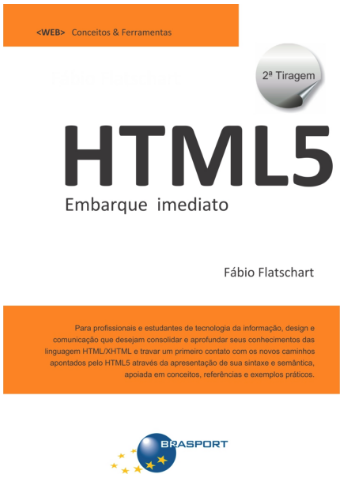 <WEB> Conceitos & Ferramentas
2ª Tiragem
HTML5
Embarque imediato
Fábio Flatschart
Para profissionais e estudantes de tecnologia da informação, design e
comunicação que desejam consolidar e aprofundar seus conhecimentos das
linguagem HTML/XHTML e travar um primeiro contato com os novos caminhos
apontados pelo HTML5 através da apresentação de sua sintaxe e semântica,
apoiada em conceitos, referências e exemplos práticos.
BRASPORT